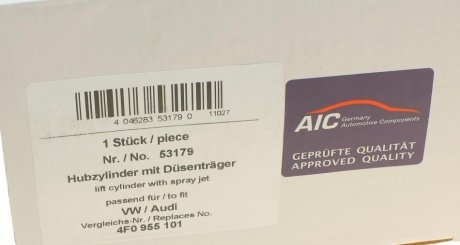 4 046283 53179 0
11027
1 Stück / piece
Nr. / No. 53179
Hubzylinder mit Düsenträger
lift cylinder with spray jet
passend für / to fit
VW / Audi
Vergleichs-Nr. / Replaces No.
4F0 955 101
AIC Germany
Automotive Components
GEPRÜFTE QUALITÄT
APPROVED QUALITY